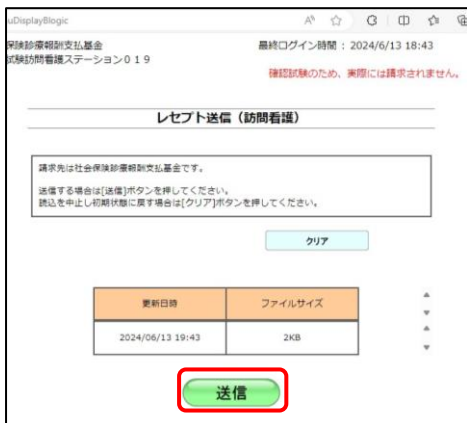 uDisplayBlogic
保険診療報酬支払基金
試験訪問看護ステーション019
最終ログイン時間：2024/6/13 18:43
確認試験のため、実際には請求されません。
レセプト送信（訪問看護）
請求先は社会保険診療報酬支払基金です。
送信する場合は[送信]ボタンを押してください。
読込を中止し初期状態に戻す場合は[クリア]ボタンを押してください。
クリア
更新日時 ファイルサイズ
2024/06/13 19:43 2KB
送信